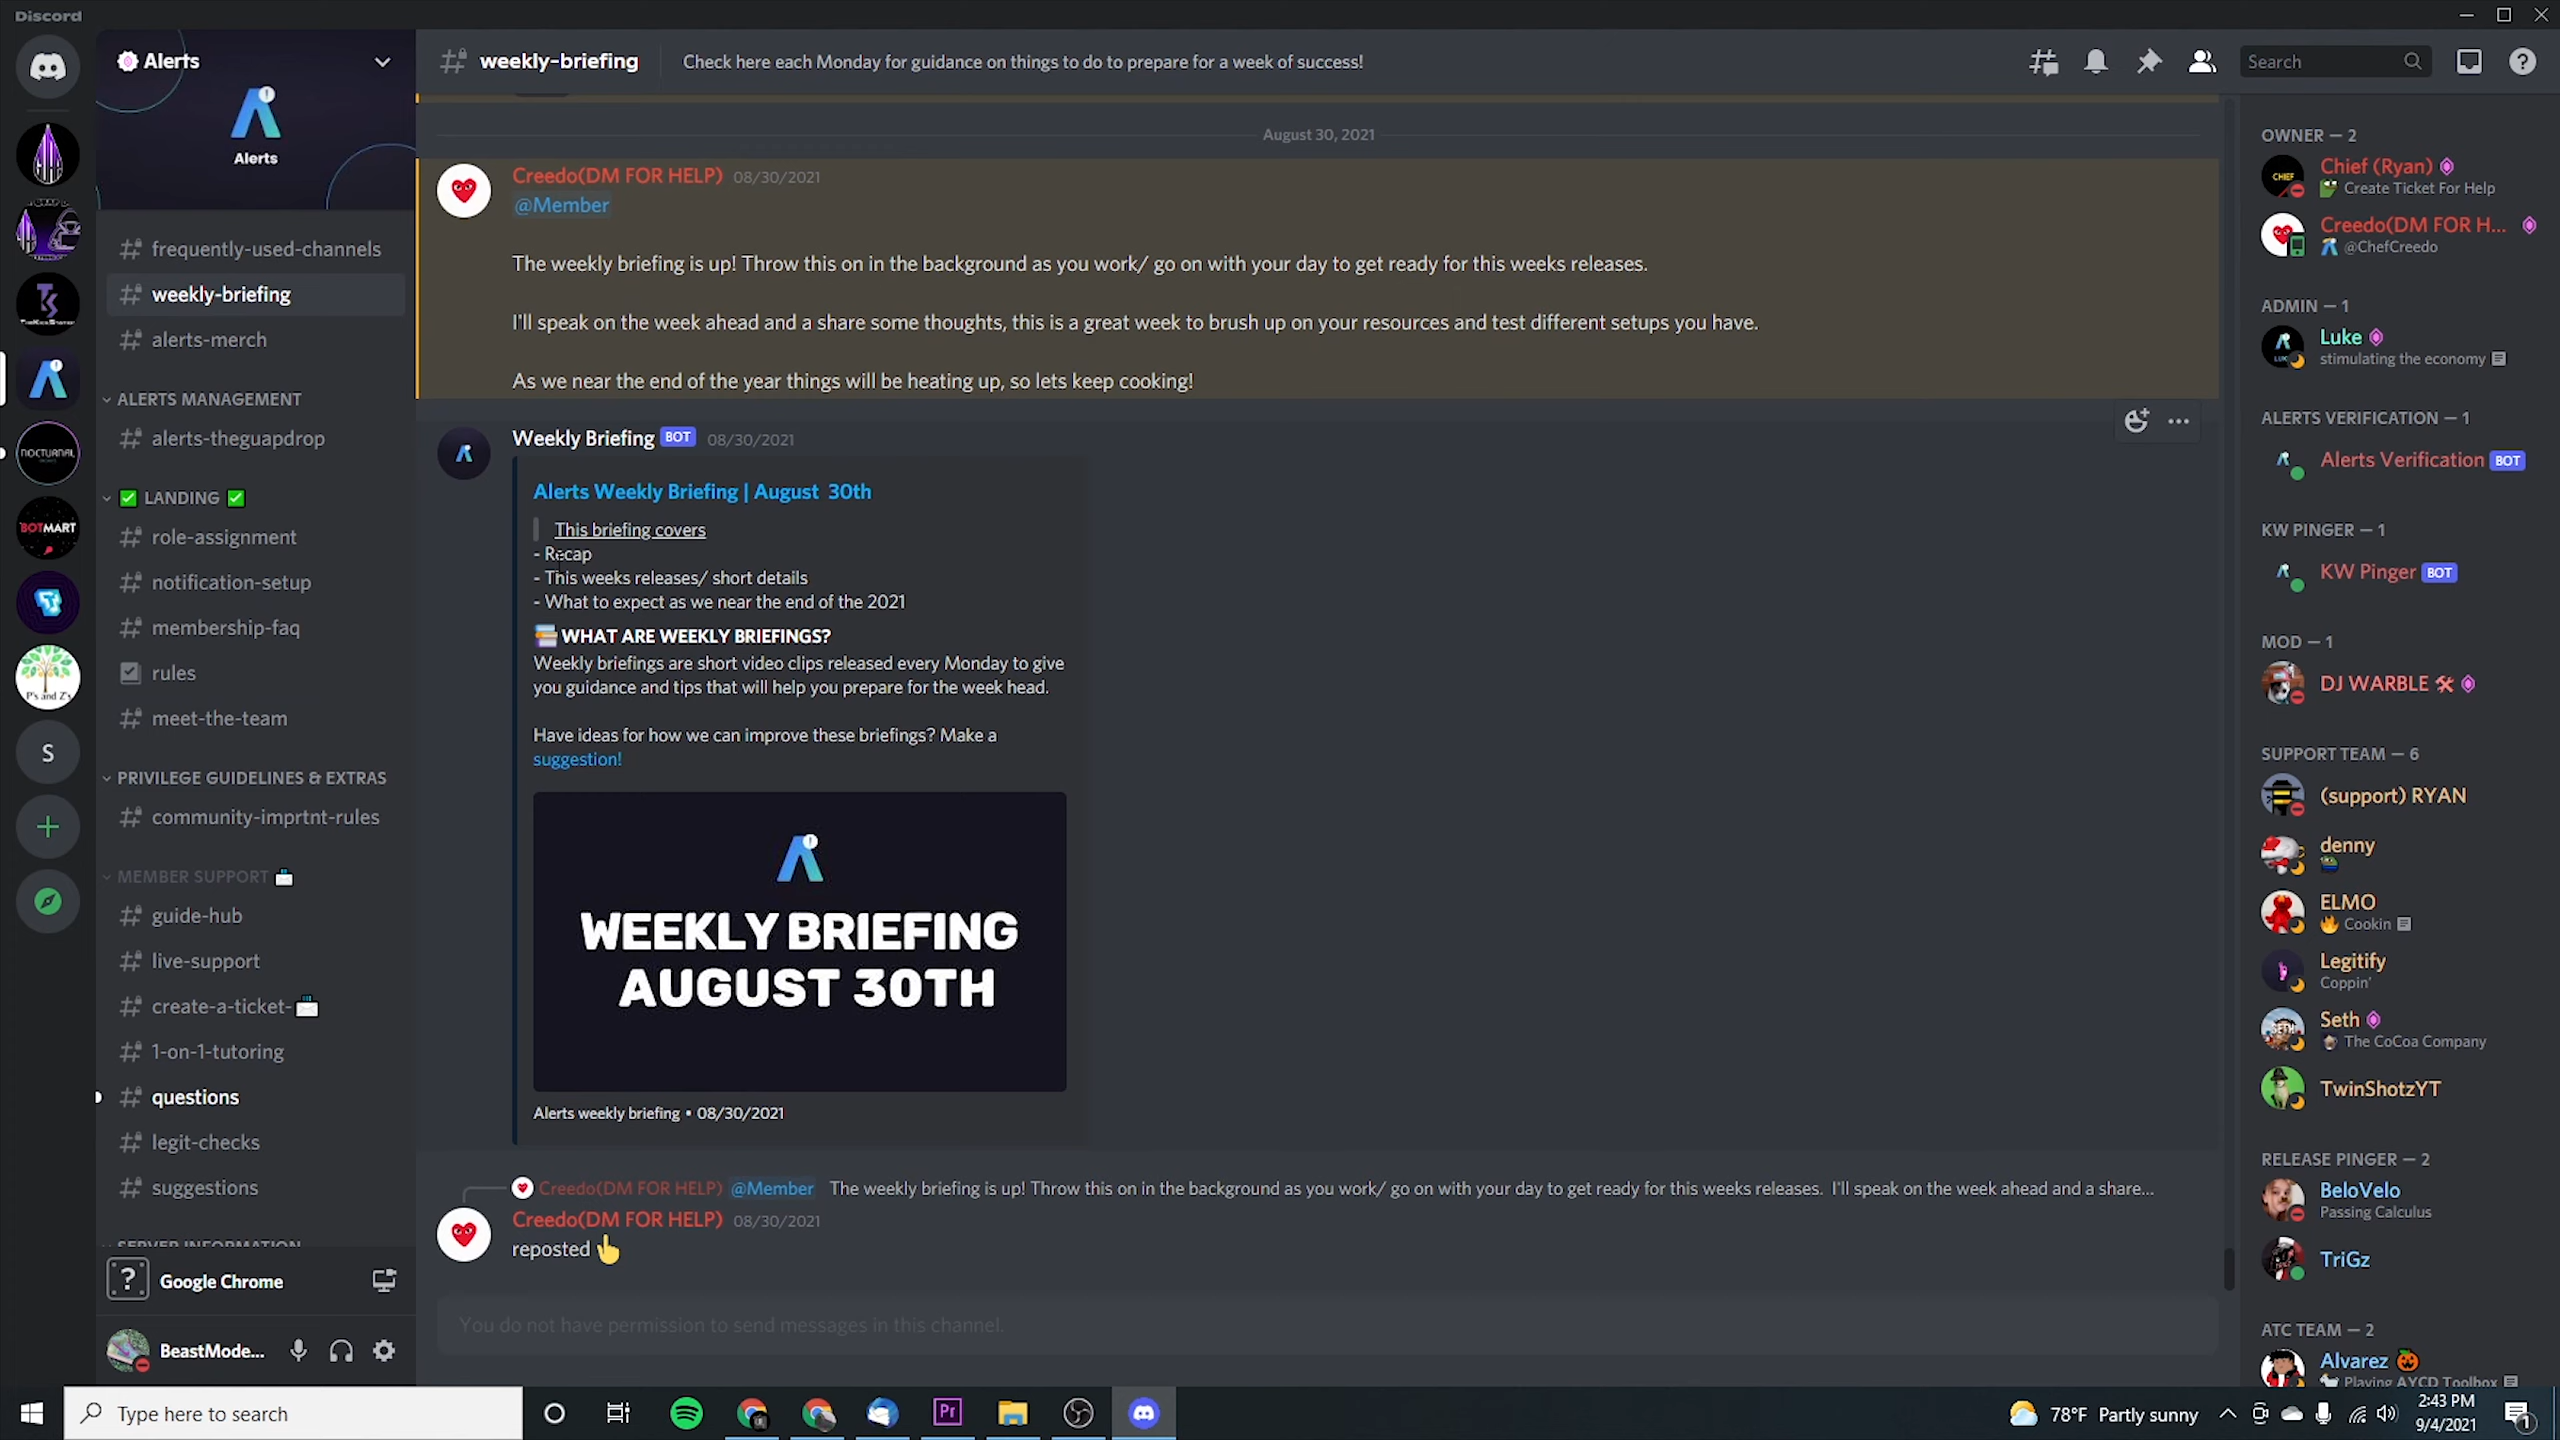 Discord
Alerts
Alerts
frequently-used-channels
weekly-briefing
alerts-merch
ALERTS MANAGEMENT
alerts-theguapdrop
LANDING
role-assignment
notification-setup
membership-faq
rules
meet-the-team
PRIVILEGE GUIDELINES & EXTRAS
community-imprtnt-rules
MEMBER SUPPORT
guide-hub
live-support
create-a-ticket-
1-on-1-tutoring
questions
legit-checks
suggestions
SERVER INFORMATION
Google Chrome
BeastMode...
NOCTURNAL
BOTMART
P's and Z's
S
weekly-briefing
Check here each Monday for guidance on things to do to prepare for a week of success!
Search
August 30, 2021
Creedo(DM FOR HELP) 08/30/2021
@Member
The weekly briefing is up! Throw this on in the background as you work/ go on with your day to get ready for this weeks releases.
I'll speak on the week ahead and a share some thoughts, this is a great week to brush up on your resources and test different setups you have.
As we near the end of the year things will be heating up, so lets keep cooking!
Weekly Briefing BOT 08/30/2021
Alerts Weekly Briefing | August 30th
This briefing covers
- Recap
- This weeks releases/ short details
- What to expect as we near the end of the 2021
WHAT ARE WEEKLY BRIEFINGS?
Weekly briefings are short video clips released every Monday to give
you guidance and tips that will help you prepare for the week head.
Have ideas for how we can improve these briefings? Make a
suggestion!
WEEKLY BRIEFING
AUGUST 30TH
Alerts weekly briefing • 08/30/2021
Creedo(DM FOR HELP) @Member The weekly briefing is up! Throw this on in the background as you work/ go on with your day to get ready for this weeks releases. I'll speak on the week ahead and a share...
Creedo(DM FOR HELP) 08/30/2021
reposted
You do not have permission to send messages in this channel.
OWNER — 2
CHIEF
Chief (Ryan)
Create Ticket For Help
Creedo(DM FOR H...
@ChefCreedo
ADMIN — 1
Luke
stimulating the economy
ALERTS VERIFICATION — 1
Alerts Verification BOT
KW PINGER — 1
KW Pinger BOT
MOD — 1
DJ WARBLE
SUPPORT TEAM — 6
(support) RYAN
denny
ELMO
Cookin
Legitify
Coppin'
Seth
The CoCoa Company
TwinShotzYT
RELEASE PINGER — 2
BeloVelo
Passing Calculus
TriGz
ATC TEAM — 2
Alvarez
Playing AYCD Toolbox
Type here to search
Pr
78°F Partly sunny
2:43 PM
9/4/2021
1